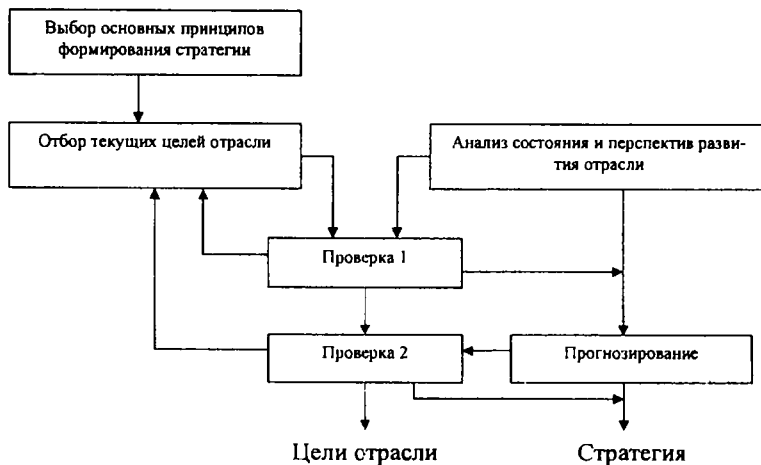 Выбор основных принципов
формирования стратегии
Отбор текущих целей отрасли
Анализ состояния и перспектив разви-
тия отрасли
Проверка 1
Проверка 2
Прогнозирование
Цели отрасли
Стратегия